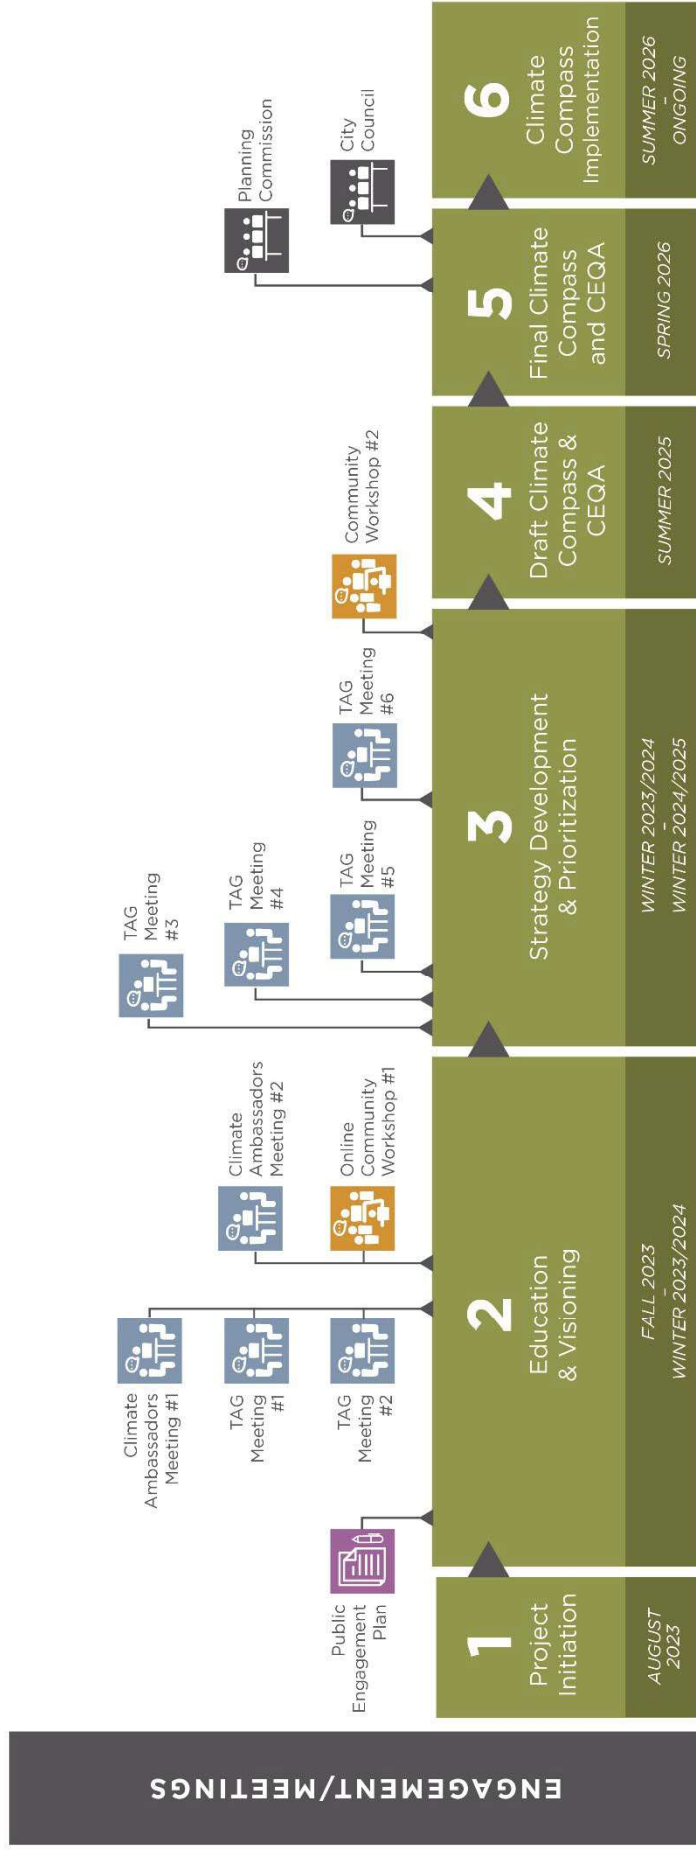 ENGAGEMENT/MEETINGS
Public
Engagement
Plan
Climate
Ambassadors
Meeting #1
TAG
Meeting
#1
TAG
Meeting
#2
Climate
Ambassadors
Meeting #2
Online
Community
Workshop #1
TAG
Meeting
#3
TAG
Meeting
#4
TAG
Meeting
#5
TAG
Meeting
#6
Community
Workshop #2
Planning
Commission
City
Council
1
Project
Initiation
AUGUST
2023
2
Education
& Visioning
FALL 2023
–
WINTER 2023/2024
3
Strategy Development
& Prioritization
WINTER 2023/2024
–
WINTER 2024/2025
4
Draft Climate
Compass &
CEQA
SUMMER 2025
5
Final Climate
Compass
and CEQA
SPRING 2026
6
Climate
Compass
Implementation
SUMMER 2026
–
ONGOING